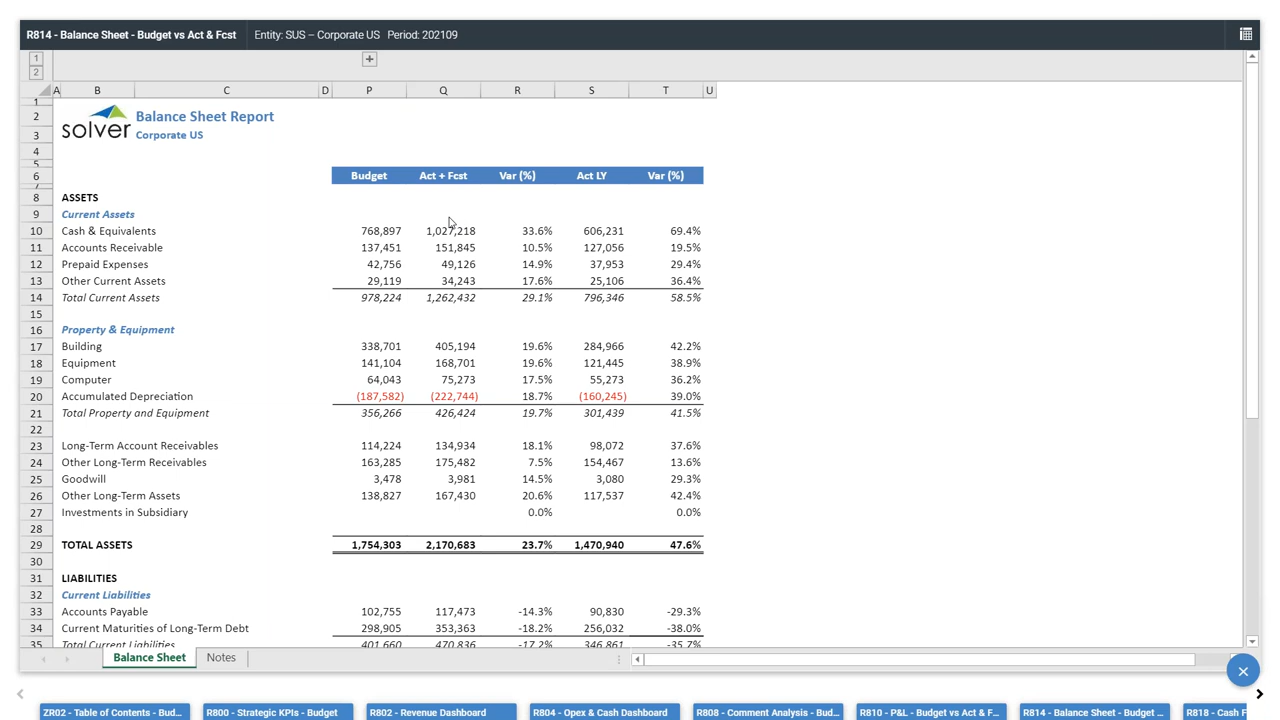 R814 - Balance Sheet - Budget vs Act & Fcst Entity: SUS – Corporate US Period: 202109
1
2
+
A B C D P Q R S T U
1
2 solver Balance Sheet Report
3 Corporate US
4
5
6 Budget Act + Fcst Var (%) Act LY Var (%)
7
8 ASSETS
9 Current Assets
10 Cash & Equivalents 768,897 1,027,218 33.6% 606,231 69.4%
11 Accounts Receivable 137,451 151,845 10.5% 127,056 19.5%
12 Prepaid Expenses 42,756 49,126 14.9% 37,953 29.4%
13 Other Current Assets 29,119 34,243 17.6% 25,106 36.4%
14 Total Current Assets 978,224 1,262,432 29.1% 796,346 58.5%
15
16 Property & Equipment
17 Building 338,701 405,194 19.6% 284,966 42.2%
18 Equipment 141,104 168,701 19.6% 121,445 38.9%
19 Computer 64,043 75,273 17.5% 55,273 36.2%
20 Accumulated Depreciation (187,582) (222,744) 18.7% (160,245) 39.0%
21 Total Property and Equipment 356,266 426,424 19.7% 301,439 41.5%
22
23 Long-Term Account Receivables 114,224 134,934 18.1% 98,072 37.6%
24 Other Long-Term Receivables 163,285 175,482 7.5% 154,467 13.6%
25 Goodwill 3,478 3,981 14.5% 3,080 29.3%
26 Other Long-Term Assets 138,827 167,430 20.6% 117,537 42.4%
27 Investments in Subsidiary 0.0% 0.0%
28
29 TOTAL ASSETS 1,754,303 2,170,683 23.7% 1,470,940 47.6%
30
31 LIABILITIES
32 Current Liabilities
33 Accounts Payable 102,755 117,473 -14.3% 90,830 -29.3%
34 Current Maturities of Long-Term Debt 298,905 353,363 -18.2% 256,032 -38.0%
35 Total Current Liabilities 401,660 470,836 -17.2% 346,861 -35.7%
Balance Sheet Notes
ZR02 - Table of Contents - Bud... R800 - Strategic KPIs - Budget R802 - Revenue Dashboard R804 - Opex & Cash Dashboard R808 - Comment Analysis - Bud... R810 - P&L - Budget vs Act & F... R814 - Balance Sheet - Budget ... R818 - Cash F